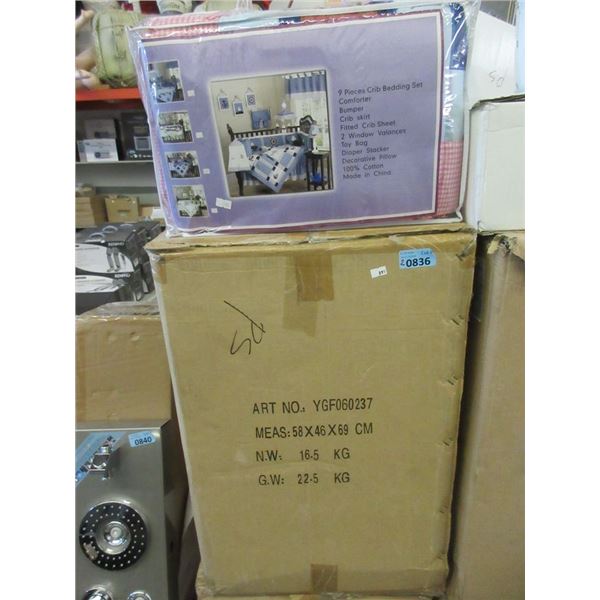 9 Pieces Crib Bedding Set
Comforter
Bumper
Crib skirt
Fitted Crib Sheet
2 Window Valances
Toy Bag
Diaper Stacker
Decorative Pillow
100% Cotton
Made in China
0836
ART NO.: YGF060237
MEAS: 58 X 46 X 69 CM
N.W: 16.5 KG
G.W: 22.5 KG
0840